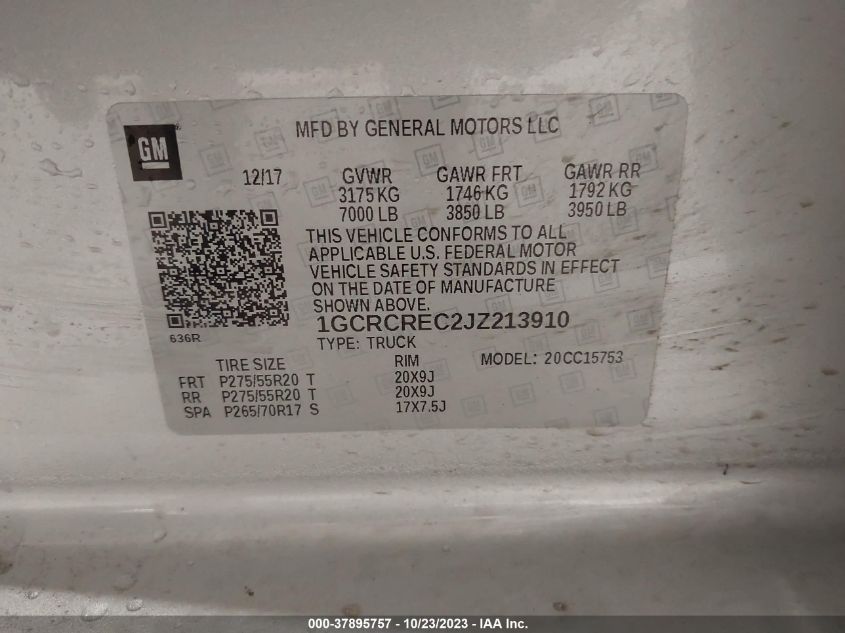 GM
MFD BY GENERAL MOTORS LLC
12/17 GVWR GAWR FRT GAWR RR
3175 KG 1746 KG 1792 KG
7000 LB 3850 LB 3950 LB
THIS VEHICLE CONFORMS TO ALL
APPLICABLE U.S. FEDERAL MOTOR
VEHICLE SAFETY STANDARDS IN EFFECT
ON THE DATE OF MANUFACTURE
SHOWN ABOVE.
1GCRCREC2JZ213910
636R
TYPE: TRUCK
TIRE SIZE RIM MODEL: 20CC15753
FRT P275/55R20 T 20X9J
RR P275/55R20 T 20X9J
SPA P265/70R17 S 17X7.5J
000-37895757 - 10/23/2023 - IAA Inc.